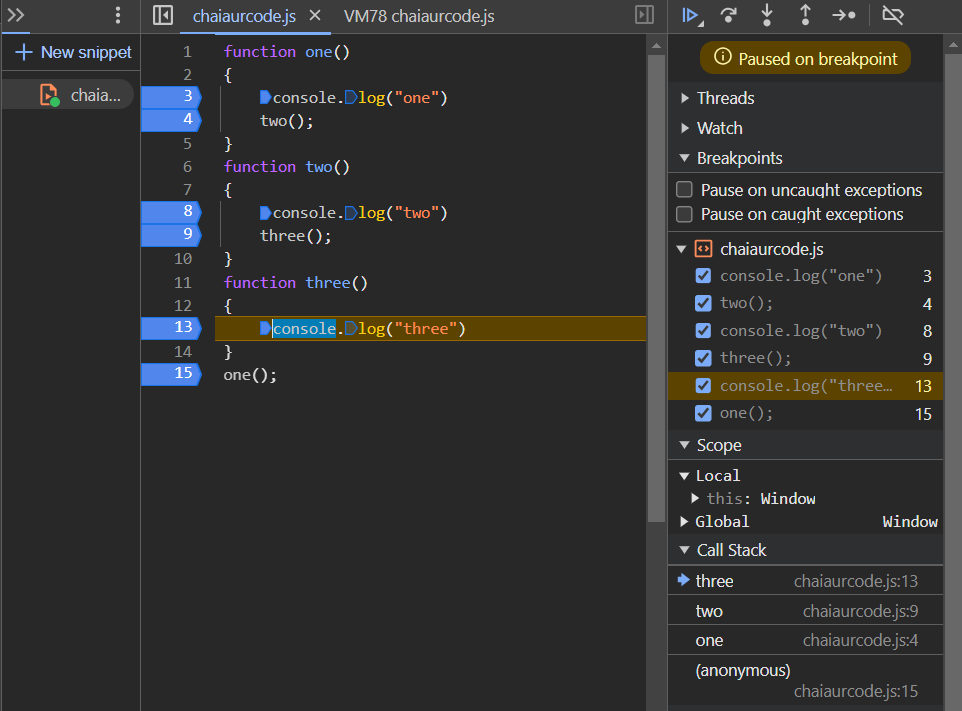 chaiaurcode.js
VM78 chaiaurcode.js
New snippet
chaia...
1 function one()
2 {
3 console.log("one")
4 two();
5 }
6 function two()
7 {
8 console.log("two")
9 three();
10 }
11 function three()
12 {
13 console.log("three")
14 }
15 one();
Paused on breakpoint
Threads
Watch
Breakpoints
Pause on uncaught exceptions
Pause on caught exceptions
chaiaurcode.js
console.log("one") 3
two(); 4
console.log("two") 8
three(); 9
console.log("three… 13
one(); 15
Scope
Local
this: Window
Global Window
Call Stack
three chaiaurcode.js:13
two chaiaurcode.js:9
one chaiaurcode.js:4
(anonymous)
chaiaurcode.js:15